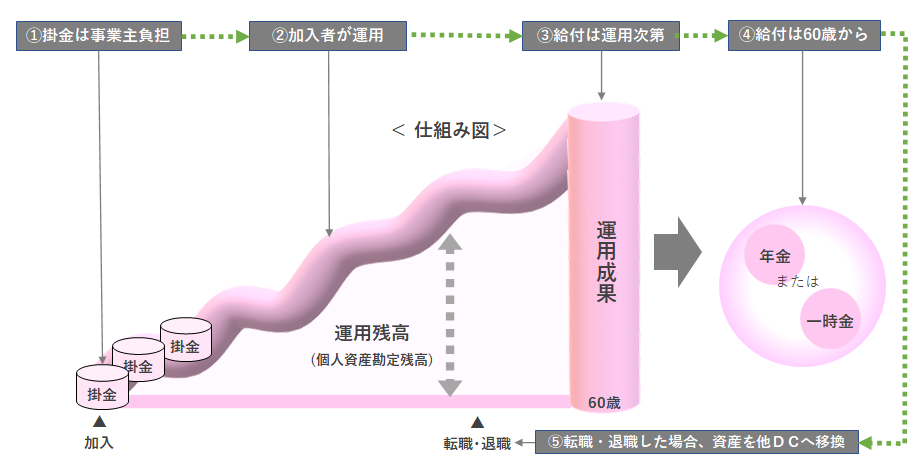 ①掛金は事業主負担
②加入者が運用
③給付は運用次第
④給付は60歳から
＜ 仕組み図＞
運用成果
年金
または
一時金
運用残高
(個人資産勘定残高)
掛金
掛金
掛金
60歳
▲
加入
▲
転職・退職
⑤転職・退職した場合、資産を他ＤＣへ移換